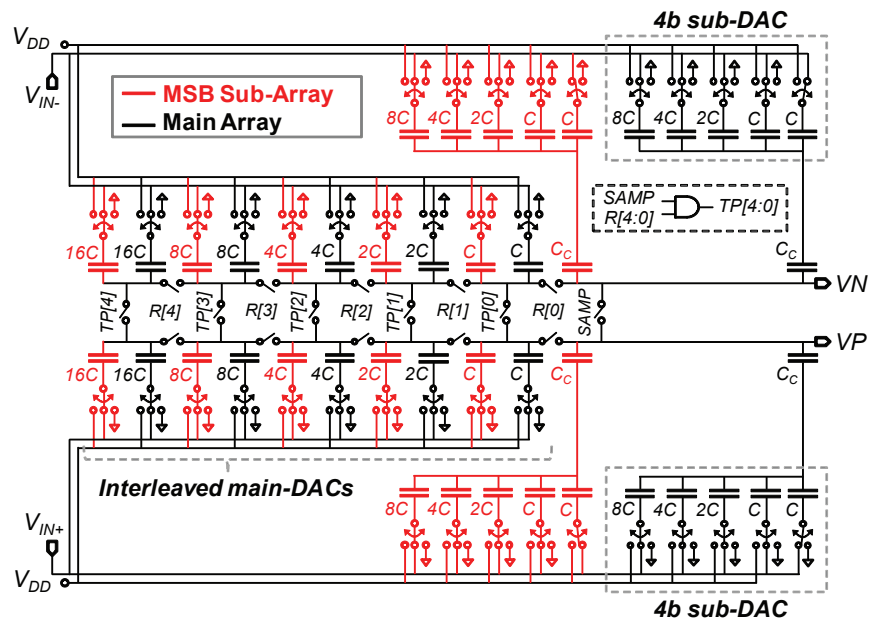 4b sub-DAC
V_DD
V_IN-
MSB Sub-Array
Main Array
8C 4C 2C C C
8C 4C 2C C C
SAMP
R[4:0]
TP[4:0]
16C 16C 8C 8C 4C 4C 2C 2C C C C_C C_C
VN
TP[4] R[4] TP[3] R[3] TP[2] R[2] TP[1] R[1] TP[0] R[0] SAMP
VP
16C 16C 8C 8C 4C 4C 2C 2C C C C_C C_C
Interleaved main-DACs
8C 4C 2C C C
8C 4C 2C C C
V_IN+
V_DD
4b sub-DAC